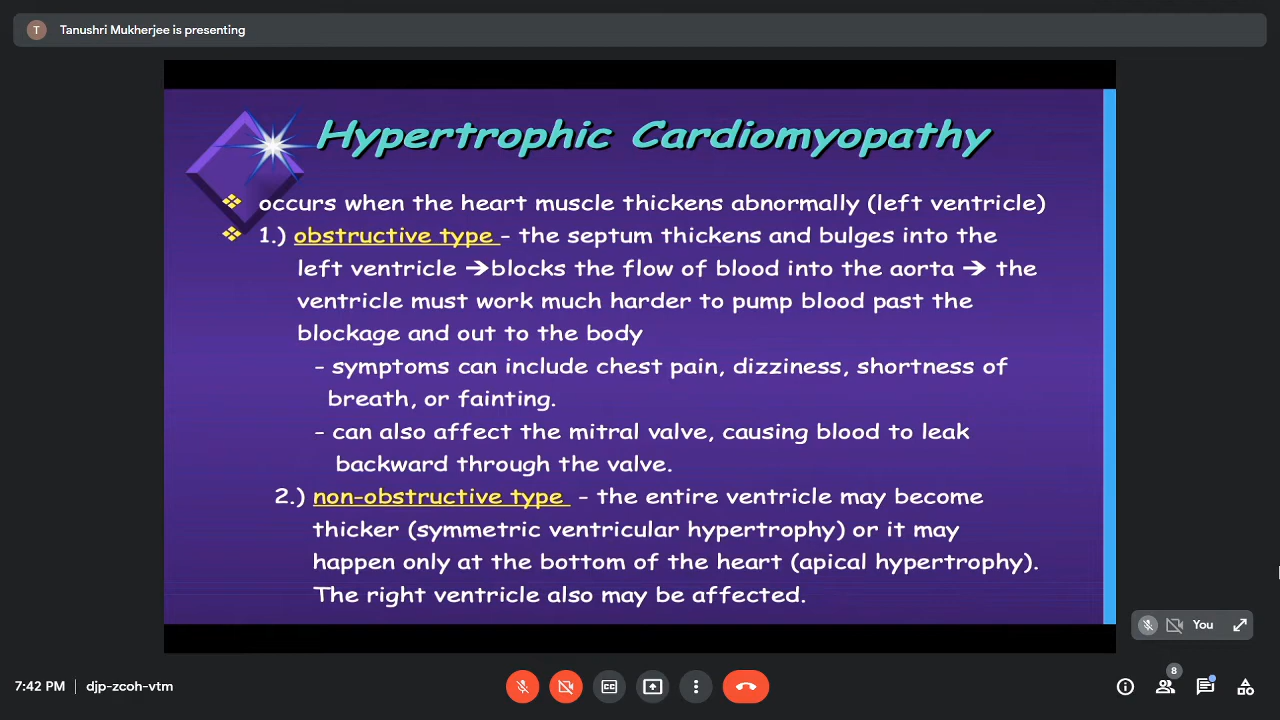 T Tanushri Mukherjee is presenting
Hypertrophic Cardiomyopathy
❖ occurs when the heart muscle thickens abnormally (left ventricle)
❖ 1.) obstructive type - the septum thickens and bulges into the
left ventricle ➔blocks the flow of blood into the aorta ➔ the
ventricle must work much harder to pump blood past the
blockage and out to the body
- symptoms can include chest pain, dizziness, shortness of
breath, or fainting.
- can also affect the mitral valve, causing blood to leak
backward through the valve.
2.) non-obstructive type - the entire ventricle may become
thicker (symmetric ventricular hypertrophy) or it may
happen only at the bottom of the heart (apical hypertrophy).
The right ventricle also may be affected.
You
7:42 PM | djp-zcoh-vtm
CC
8